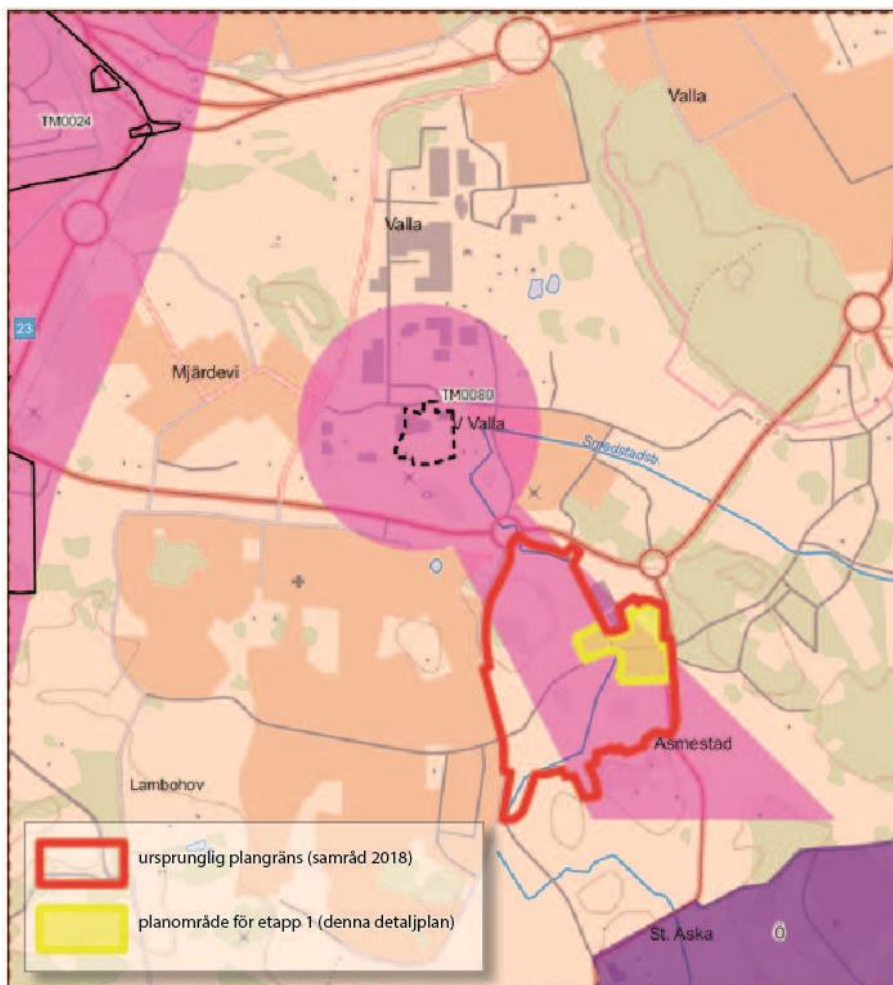 Valla
TM0024
Valla
23
Mjärdevi
TM0080
V Valla
Smedstadsb.
Asmestad
Lambohov
ursprunglig plangräns (samråd 2018)
planområde för etapp 1 (denna detaljplan)
St. Aska
Ö